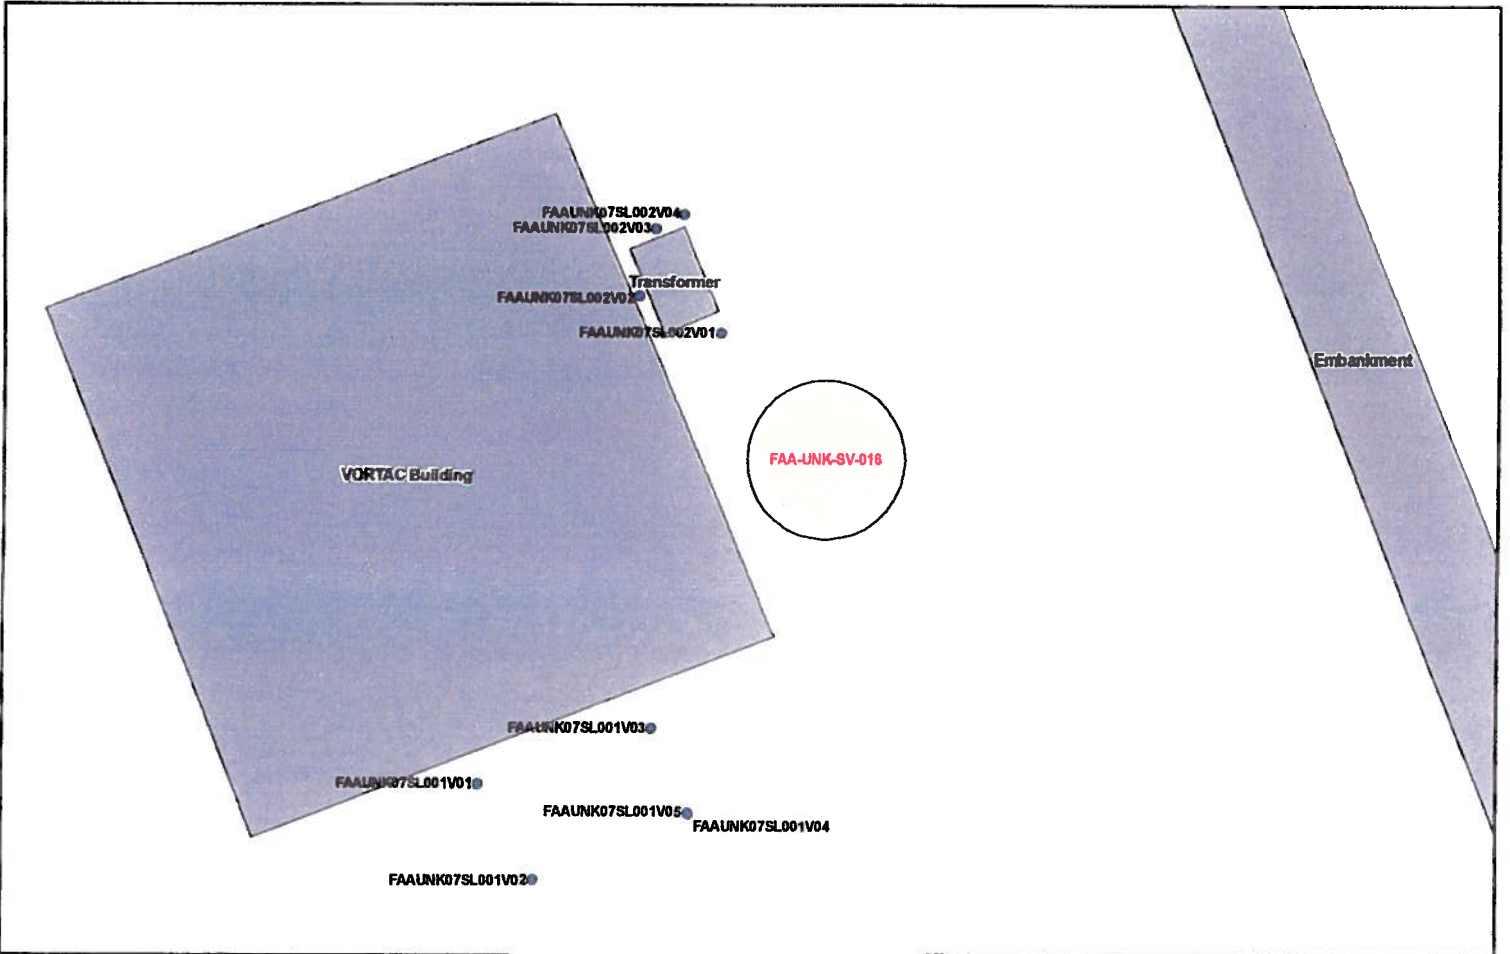 FAAUNK07SL002V04
FAAUNK07SL002V03
Transformer
FAAUNK07SL002V02
FAAUNK07SL002V01
Embankment
FAA-UNK-SV-016
VORTAC Building
FAAUNK07SL001V03
FAAUNK07SL001V01
FAAUNK07SL001V05
FAAUNK07SL001V04
FAAUNK07SL001V02